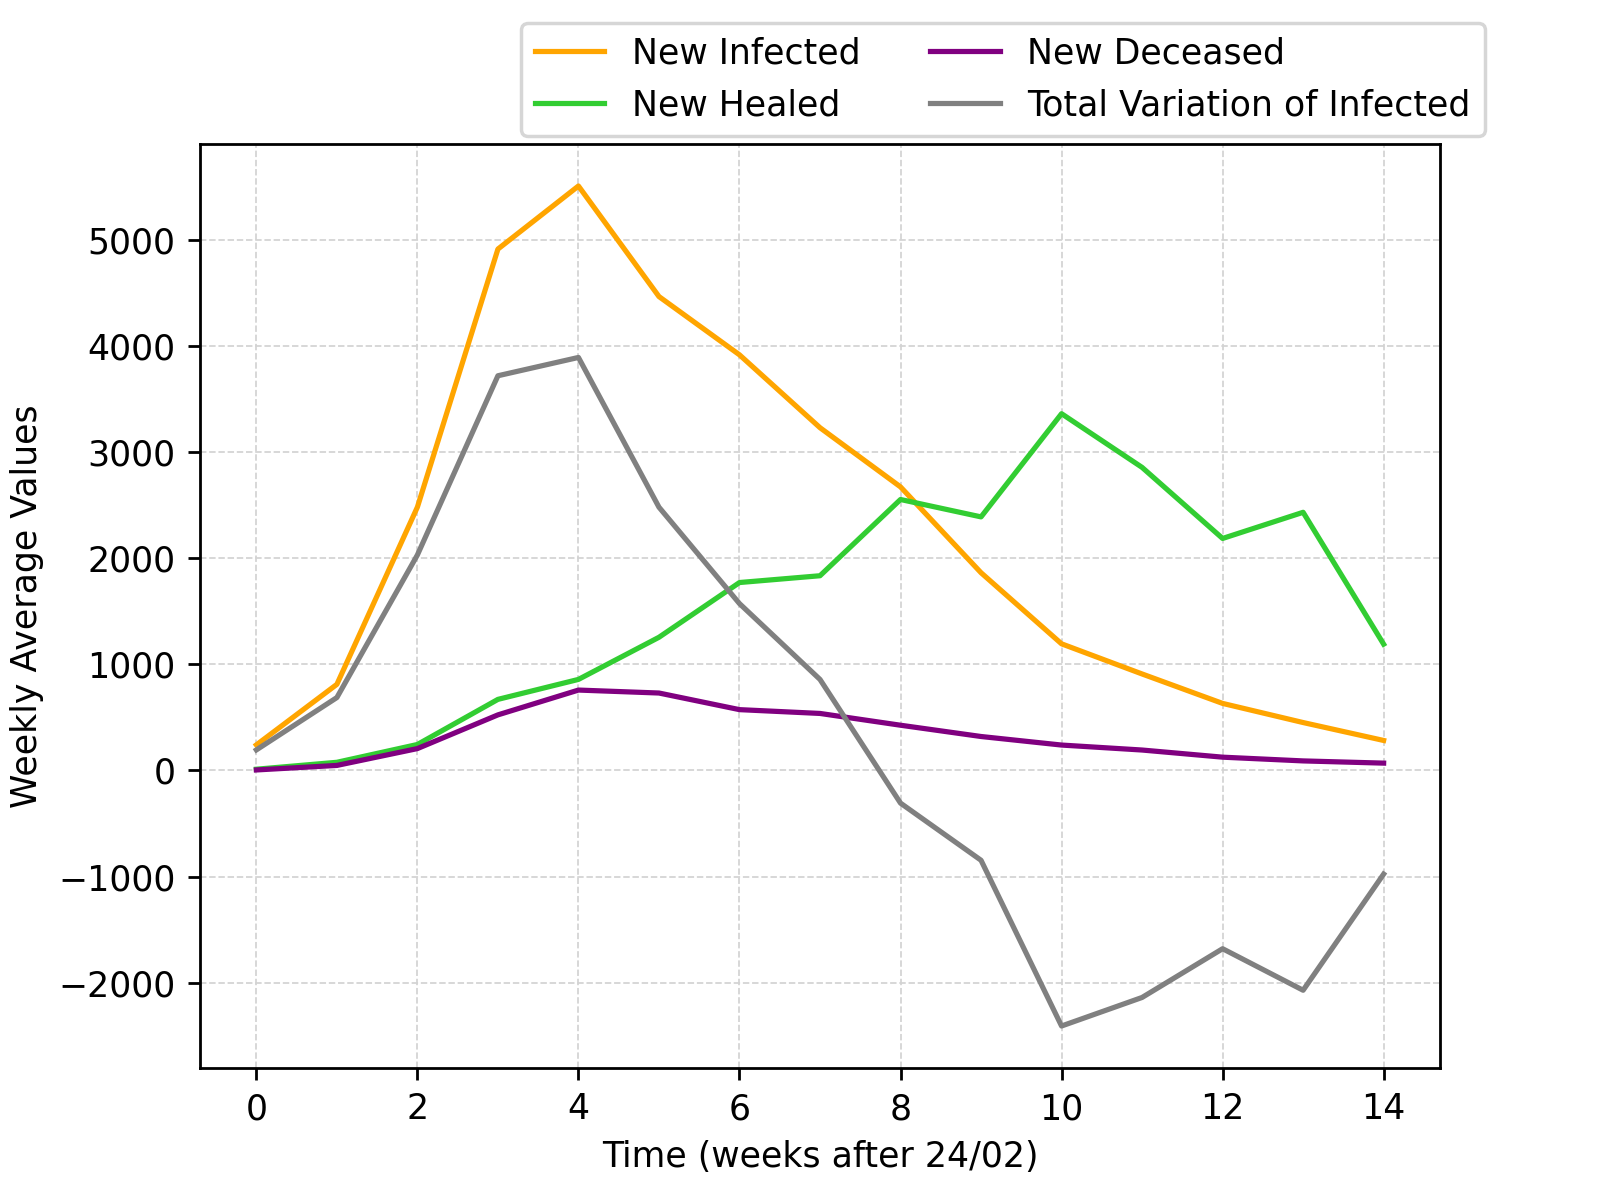 New Infected
New Healed
New Deceased
Total Variation of Infected
5000
4000
3000
2000
1000
0
−1000
−2000
Weekly Average Values
0 2 4 6 8 10 12 14
Time (weeks after 24/02)